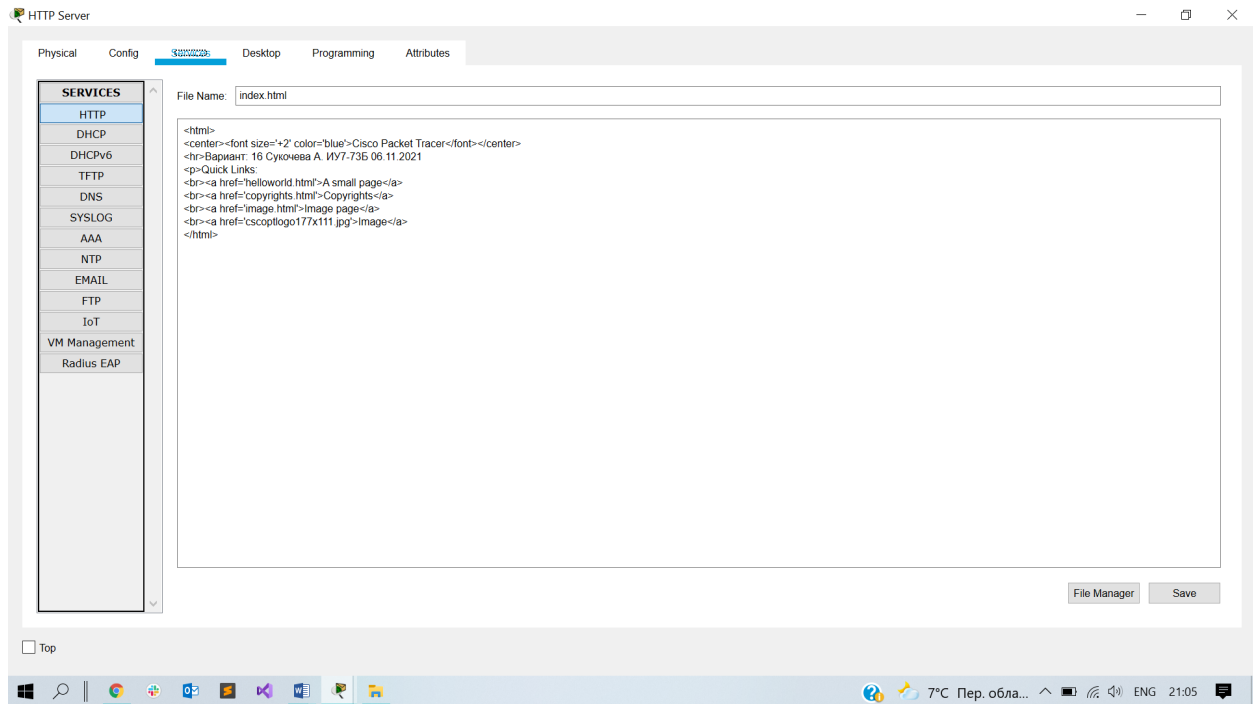 HTTP Server
Physical Config Services Desktop Programming Attributes
SERVICES
HTTP
DHCP
DHCPv6
TFTP
DNS
SYSLOG
AAA
NTP
EMAIL
FTP
IoT
VM Management
Radius EAP
File Name: index.html
<html>
<center><font size='+2' color='blue'>Cisco Packet Tracer</font></center>
<hr>Вариант: 16 Сукочева А. ИУ7-73Б 06.11.2021
<p>Quick Links:
<br><a href='helloworld.html'>A small page</a>
<br><a href='copyrights.html'>Copyrights</a>
<br><a href='image.html'>Image page</a>
<br><a href='cscoptlogo177x111.jpg'>Image</a>
</html>
File Manager Save
Top
7°C Пер. обла... ENG 21:05